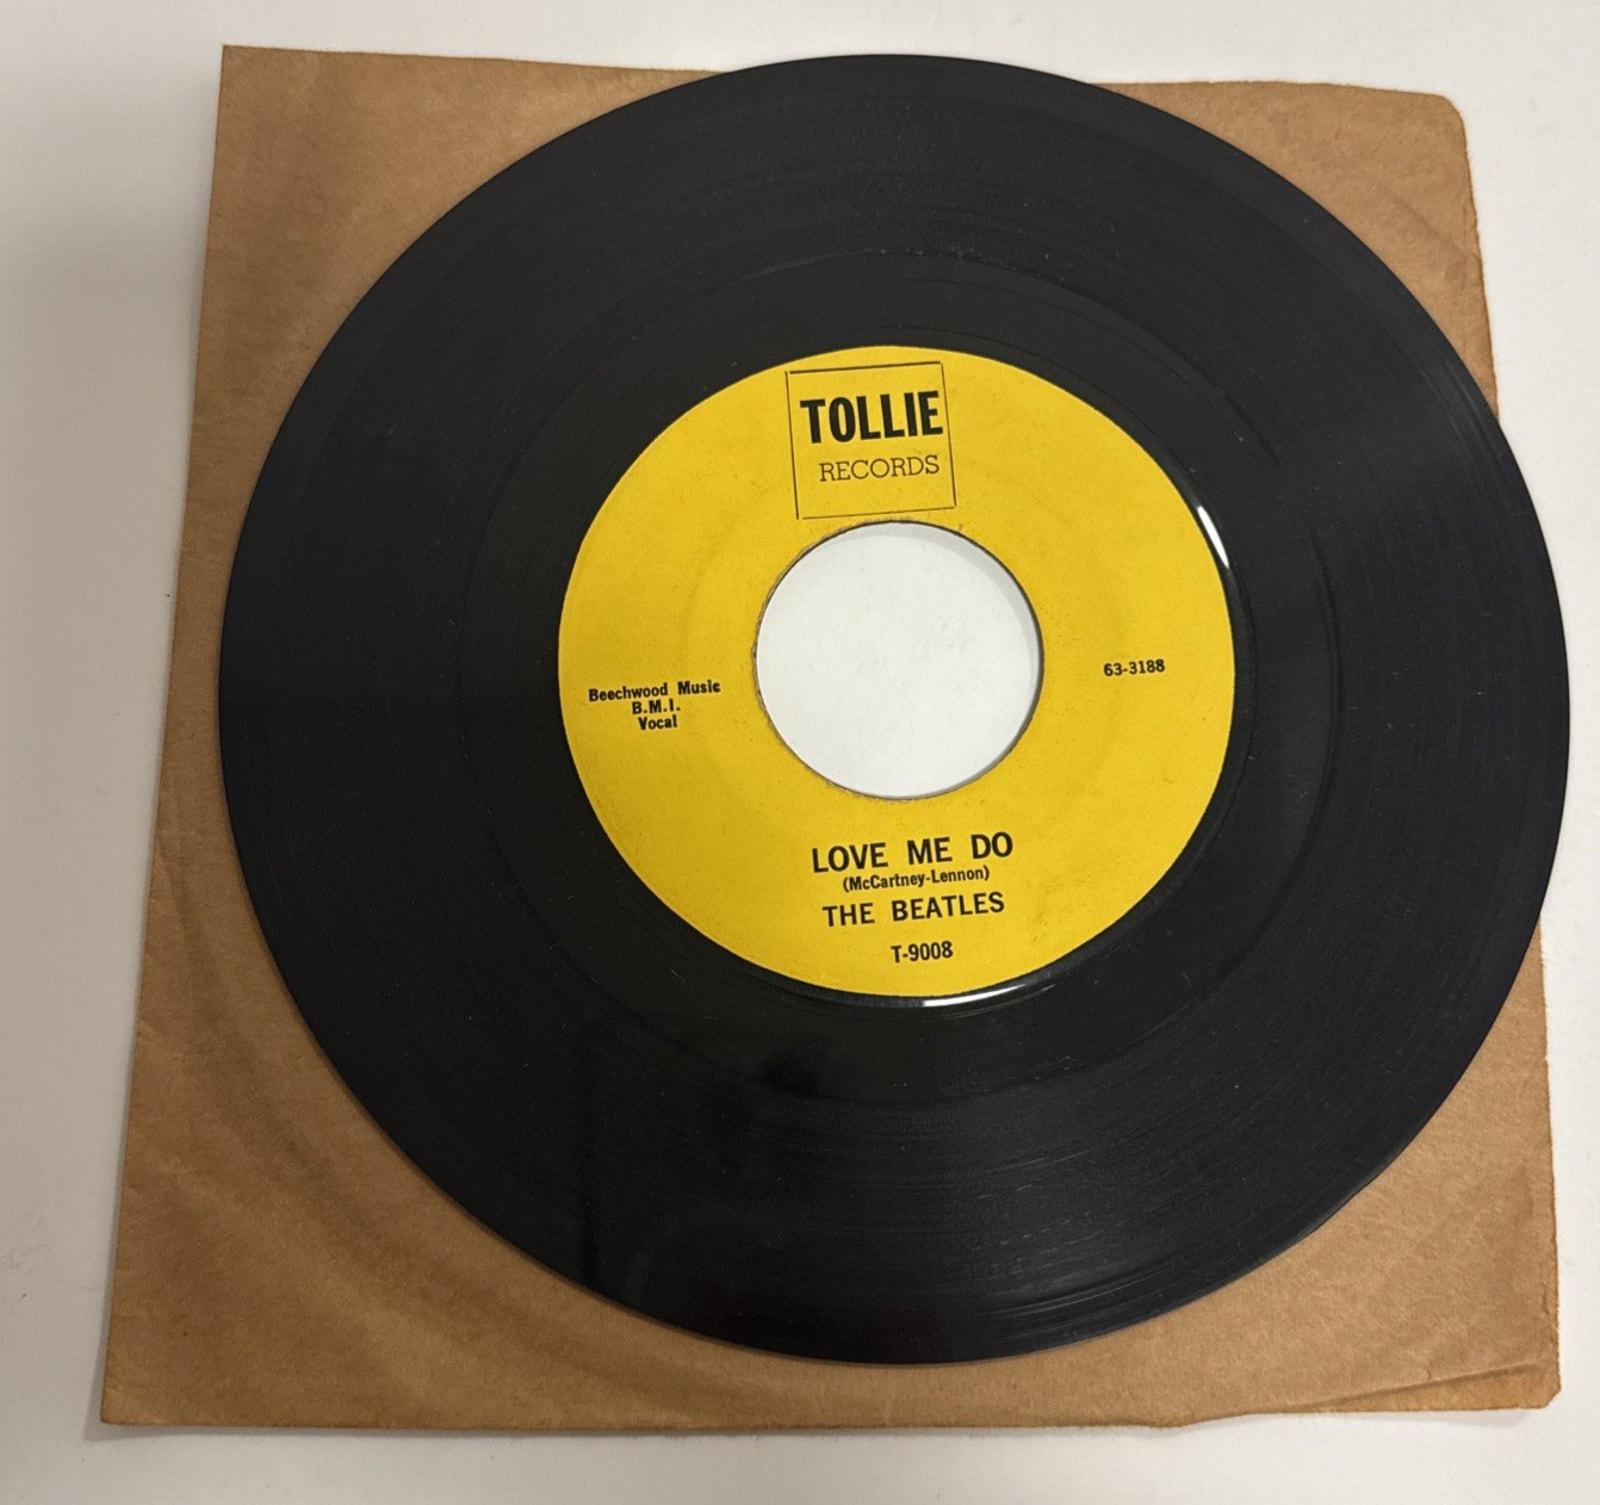 TOLLIE
RECORDS
Beechwood Music
B.M.I.
Vocal
63-3188
LOVE ME DO
(McCartney-Lennon)
THE BEATLES
T-9008